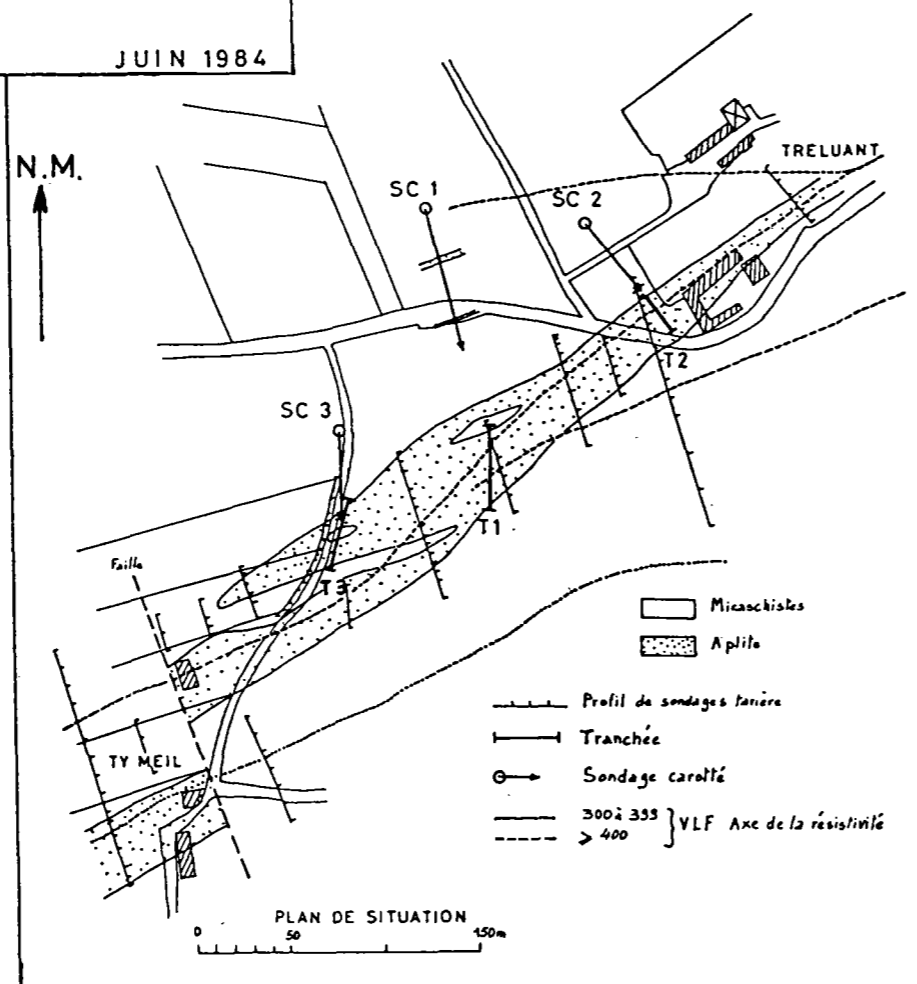 JUIN 1984
N.M.
TRELUANT
SC 1
SC 2
T2
SC 3
T1
Faille
T3
Micaschistes
Aplite
Profil de sondages tarière
TY MEIL
Tranchée
Sondage carotté
300 à 399
> 400
VLF Axe de la résistivité
PLAN DE SITUATION
0 50 150m